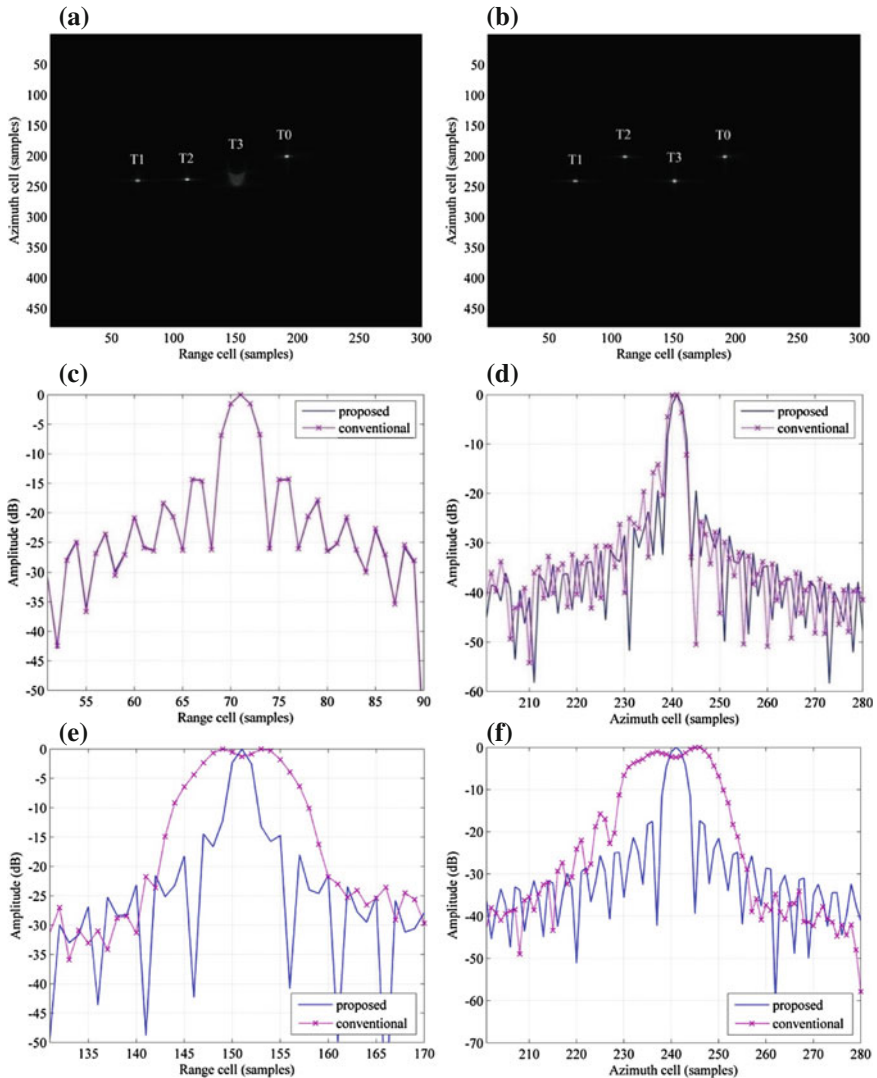 (a)
50
100
150
200
250
300
350
400
450
Azimuth cell (samples)
T1
T2
T3
T0
50
100
150
200
250
300
Range cell (samples)
(b)
50
100
150
200
250
300
350
400
450
Azimuth cell (samples)
T2
T0
T1
T3
50
100
150
200
250
300
Range cell (samples)
(c)
0
-5
-10
-15
-20
-25
-30
-35
-40
-45
-50
Amplitude (dB)
proposed
conventional
55
60
65
70
75
80
85
90
Range cell (samples)
(d)
0
-10
-20
-30
-40
-50
-60
Amplitude (dB)
proposed
conventional
210
220
230
240
250
260
270
280
Azimuth cell (samples)
(e)
0
-5
-10
-15
-20
-25
-30
-35
-40
-45
-50
Amplitude (dB)
proposed
conventional
135
140
145
150
155
160
165
170
Range cell (samples)
(f)
0
-10
-20
-30
-40
-50
-60
-70
Amplitude (dB)
proposed
conventional
210
220
230
240
250
260
270
280
Azimuth cell (samples)